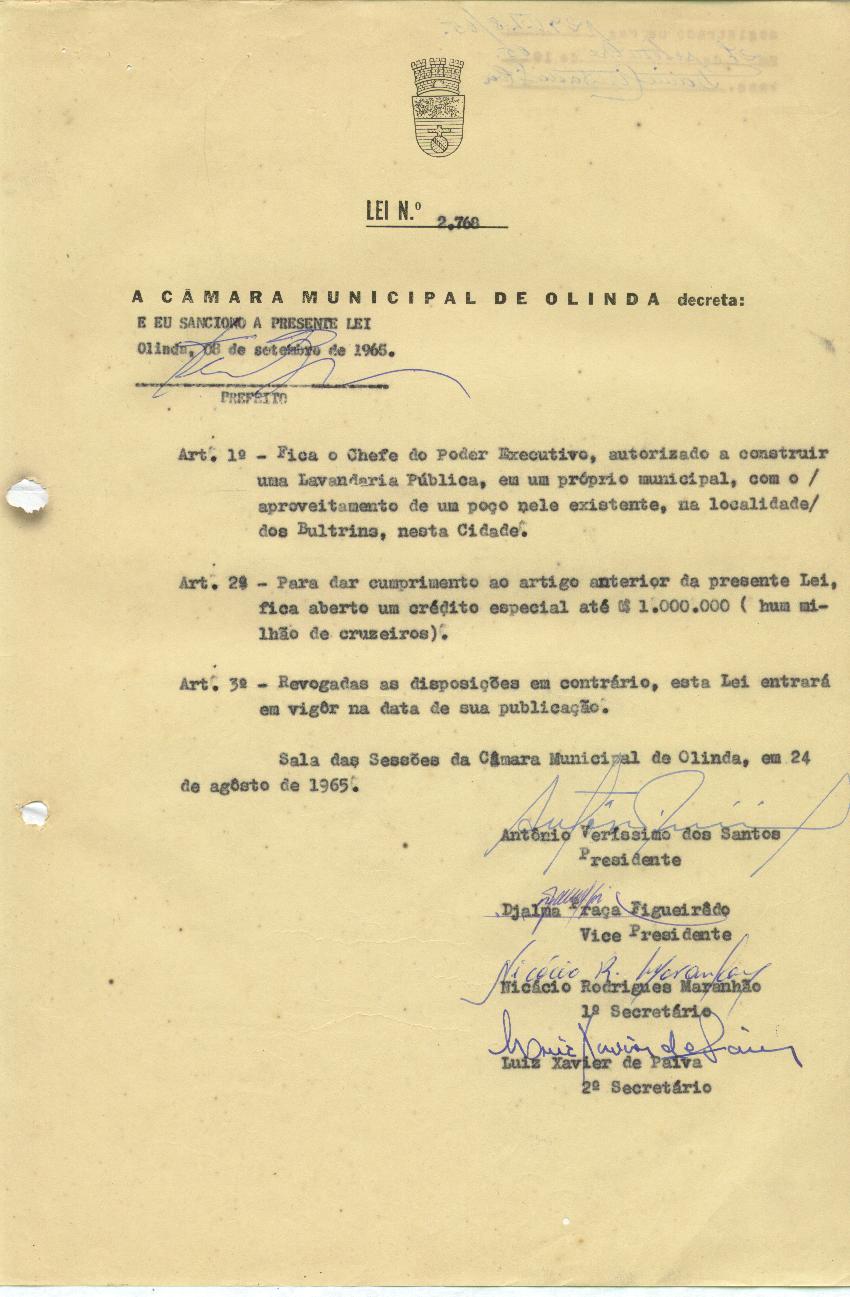 LEI N.º 2.768
A CÂMARA MUNICIPAL DE OLINDA decreta:
E EU SANCIONO A PRESENTE LEI
Olinda, 08 de setembro de 1965.
PREFEITO
Art. 1º - Fica o Chefe do Poder Executivo, autorizado a construir
uma Lavandaria Pública, em um próprio municipal, com o /
aproveitamento de um poço nele existente, na localidade/
dos Bultrins, nesta Cidade.
Art. 2º - Para dar cumprimento ao artigo anterior da presente Lei,
fica aberto um crédito especial até ₢$ 1.000.000 ( hum mi-
lhão de cruzeiros).
Art. 3º - Revogadas as disposições em contrário, esta Lei entrará
em vigôr na data de sua publicação.
Sala das Sessões da Câmara Municipal de Olinda, em 24
de agôsto de 1965.
Antônio Veríssimo dos Santos
Presidente
Djalma Praça Figueirêdo
Vice Presidente
Nicácio R. Maranhão
Nicácio Rodrigues Maranhão
1º Secretário
Luiz Xavier de Paiva
Luiz Xavier de Paiva
2º Secretário